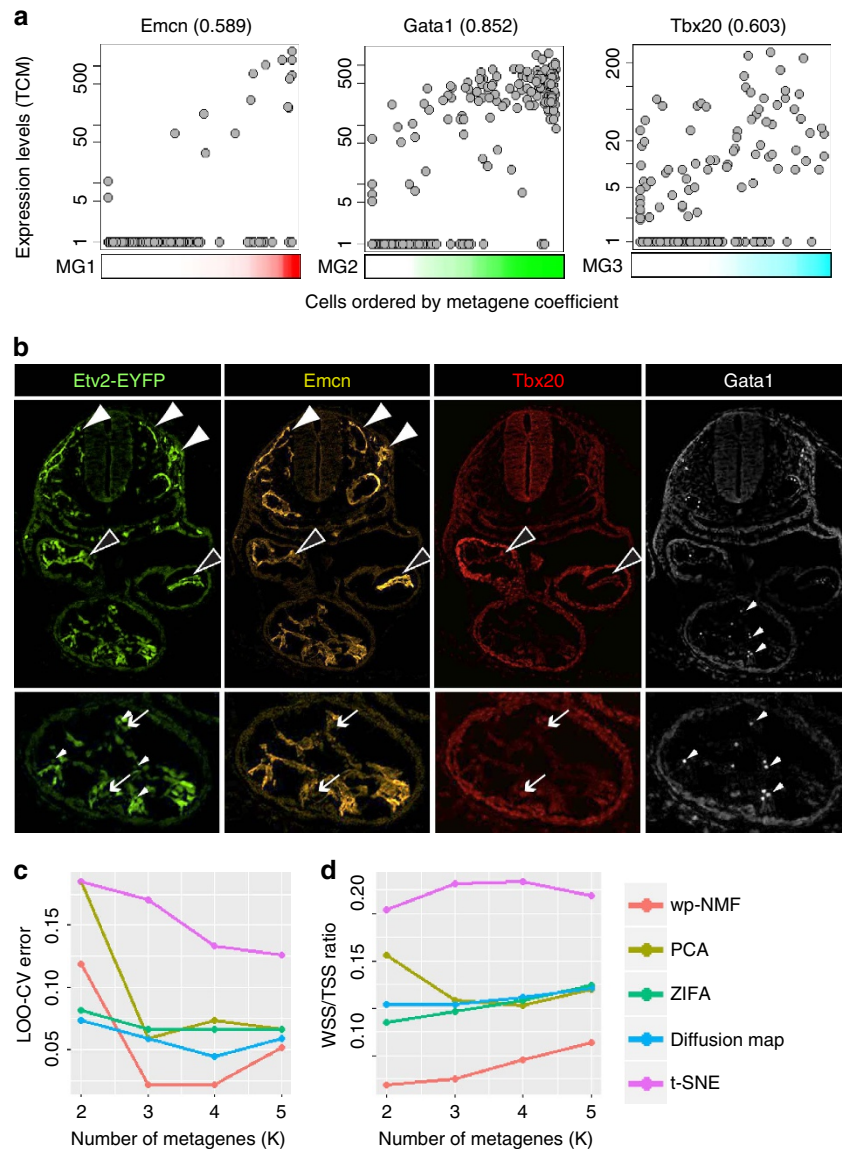 a
Emcn (0.589)
Gata1 (0.852)
Tbx20 (0.603)
Expression levels (TCM)
500
50
5
1
500
50
5
1
200
20
5
1
MG1
MG2
MG3
Cells ordered by metagene coefficient
b
Etv2-EYFP
Emcn
Tbx20
Gata1
c
d
LOO-CV error
0.15
0.10
0.05
2 3 4 5
Number of metagenes (K)
WSS/TSS ratio
0.20
0.15
0.10
2 3 4 5
Number of metagenes (K)
wp-NMF
PCA
ZIFA
Diffusion map
t-SNE